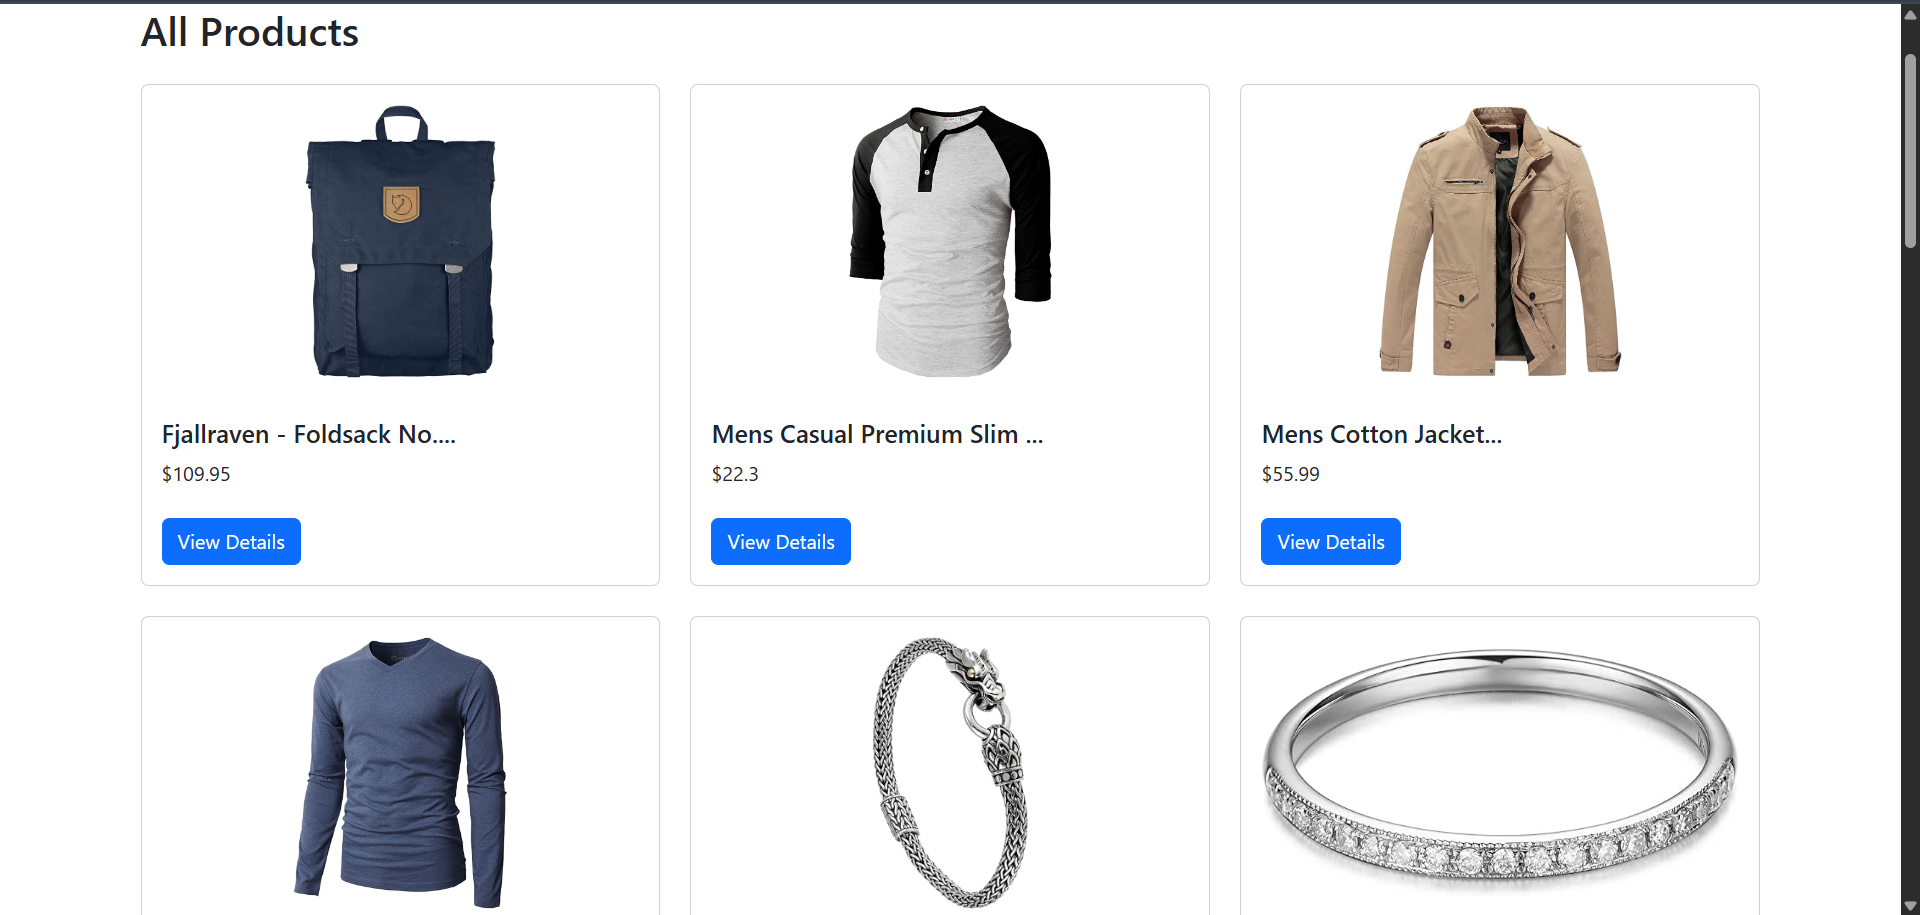 All Products
Fjallraven - Foldsack No....
$109.95
View Details
Mens Casual Premium Slim ...
$22.3
View Details
Mens Cotton Jacket...
$55.99
View Details